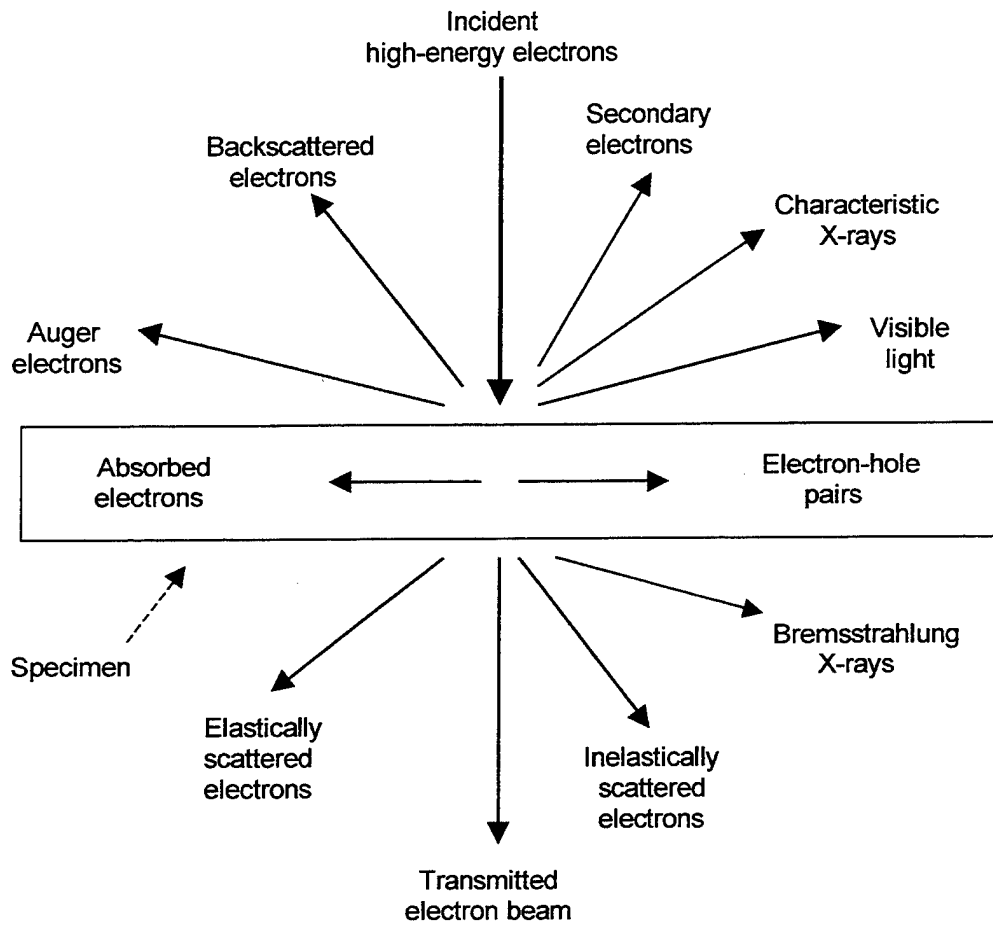 Incident
high-energy electrons
Secondary
electrons
Backscattered
electrons
Characteristic
X-rays
Auger
electrons
Visible
light
Absorbed
electrons
Electron-hole
pairs
Specimen
Bremsstrahlung
X-rays
Elastically
scattered
electrons
Inelastically
scattered
electrons
Transmitted
electron beam